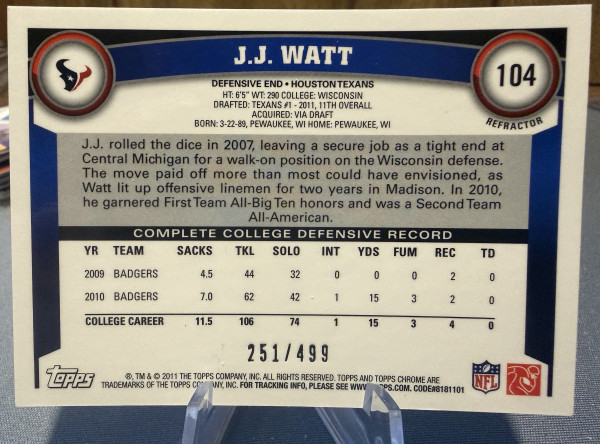 J.J. WATT
104
REFRACTOR
DEFENSIVE END • HOUSTON TEXANS
HT: 6'5" WT: 290 COLLEGE: WISCONSIN
DRAFTED: TEXANS #1 - 2011, 11TH OVERALL
ACQUIRED: VIA DRAFT
BORN: 3-22-89, PEWAUKEE, WI HOME: PEWAUKEE, WI
J.J. rolled the dice in 2007, leaving a secure job as a tight end at
Central Michigan for a walk-on position on the Wisconsin defense.
The move paid off more than most could have envisioned, as
Watt lit up offensive linemen for two years in Madison. In 2010,
he garnered First Team All-Big Ten honors and was a Second Team
All-American.
COMPLETE COLLEGE DEFENSIVE RECORD
YR TEAM SACKS TKL SOLO INT YDS FUM REC TD
2009 BADGERS 4.5 44 32 0 0 0 2 0
2010 BADGERS 7.0 62 42 1 15 3 2 0
COLLEGE CAREER 11.5 106 74 1 15 3 4 0
251/499
Topps
®, TM & © 2011 THE TOPPS COMPANY, INC. ALL RIGHTS RESERVED. TOPPS AND TOPPS CHROME ARE
TRADEMARKS OF THE TOPPS COMPANY, INC. FOR TRACKING INFO, PLEASE SEE WWW. PPS.COM. CODE#8181101
NFL